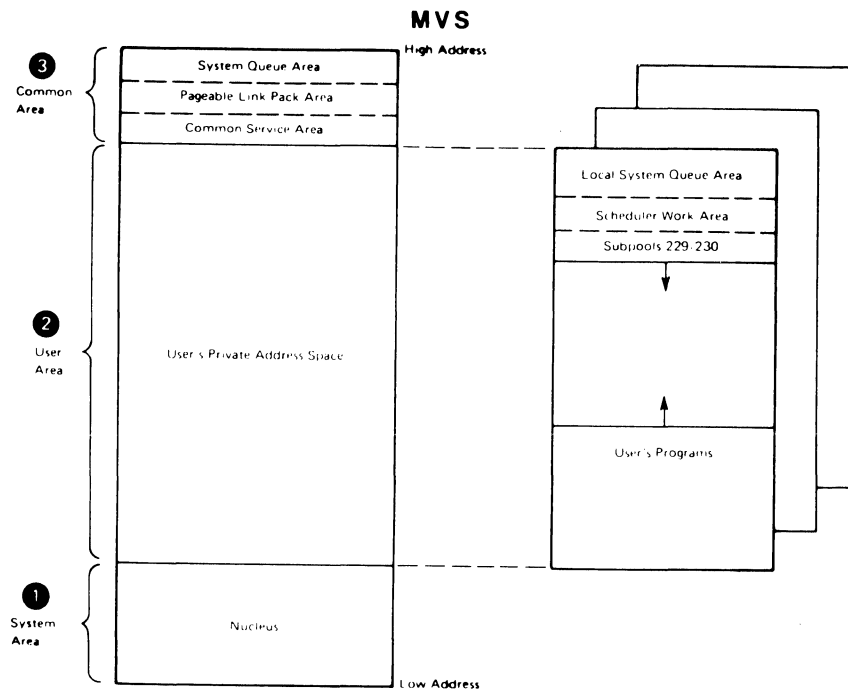 MVS
High Address
3
Common
Area
System Queue Area
Pageable Link Pack Area
Common Service Area
Local System Queue Area
Scheduler Work Area
Subpools 229, 230
2
User
Area
User's Private Address Space
User's Programs
1
System
Area
Nucleus
Low Address